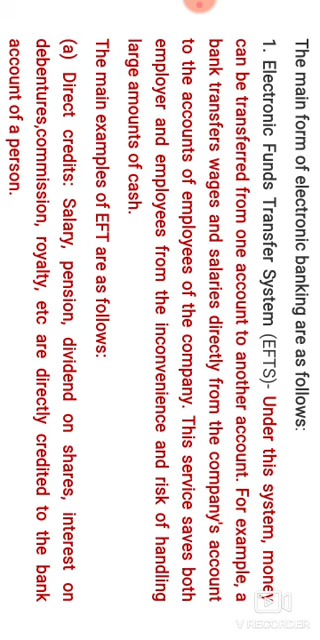 The main form of electronic banking are as follows:
1. Electronic Funds Transfer System (EFTS)- Under this system, money
can be transferred from one account to another account. For example, a
bank transfers wages and salaries directly from the company's account
to the accounts of employees of the company. This service saves both
employer and employees from the inconvenience and risk of handling
large amounts of cash.
The main examples of EFT are as follows:
(a) Direct credits: Salary, pension, dividend on shares, interest on
debentures,commission, royalty, etc are directly credited to the bank
account of a person.
V RECORDER